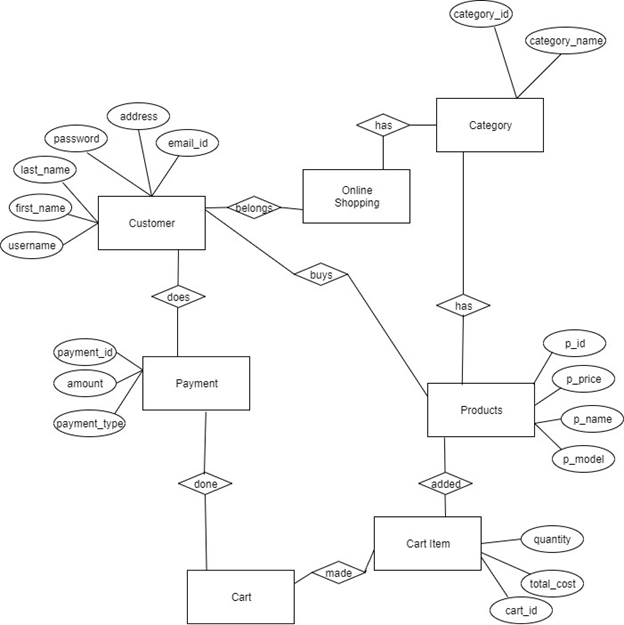 category_id
category_name
address
password
email_id
has
Category
last_name
Online
Shopping
first_name
belongs
Customer
username
buys
does
has
p_id
payment_id
p_price
amount
Payment
Products
p_name
payment_type
p_model
done
added
quantity
Cart Item
made
total_cost
Cart
cart_id